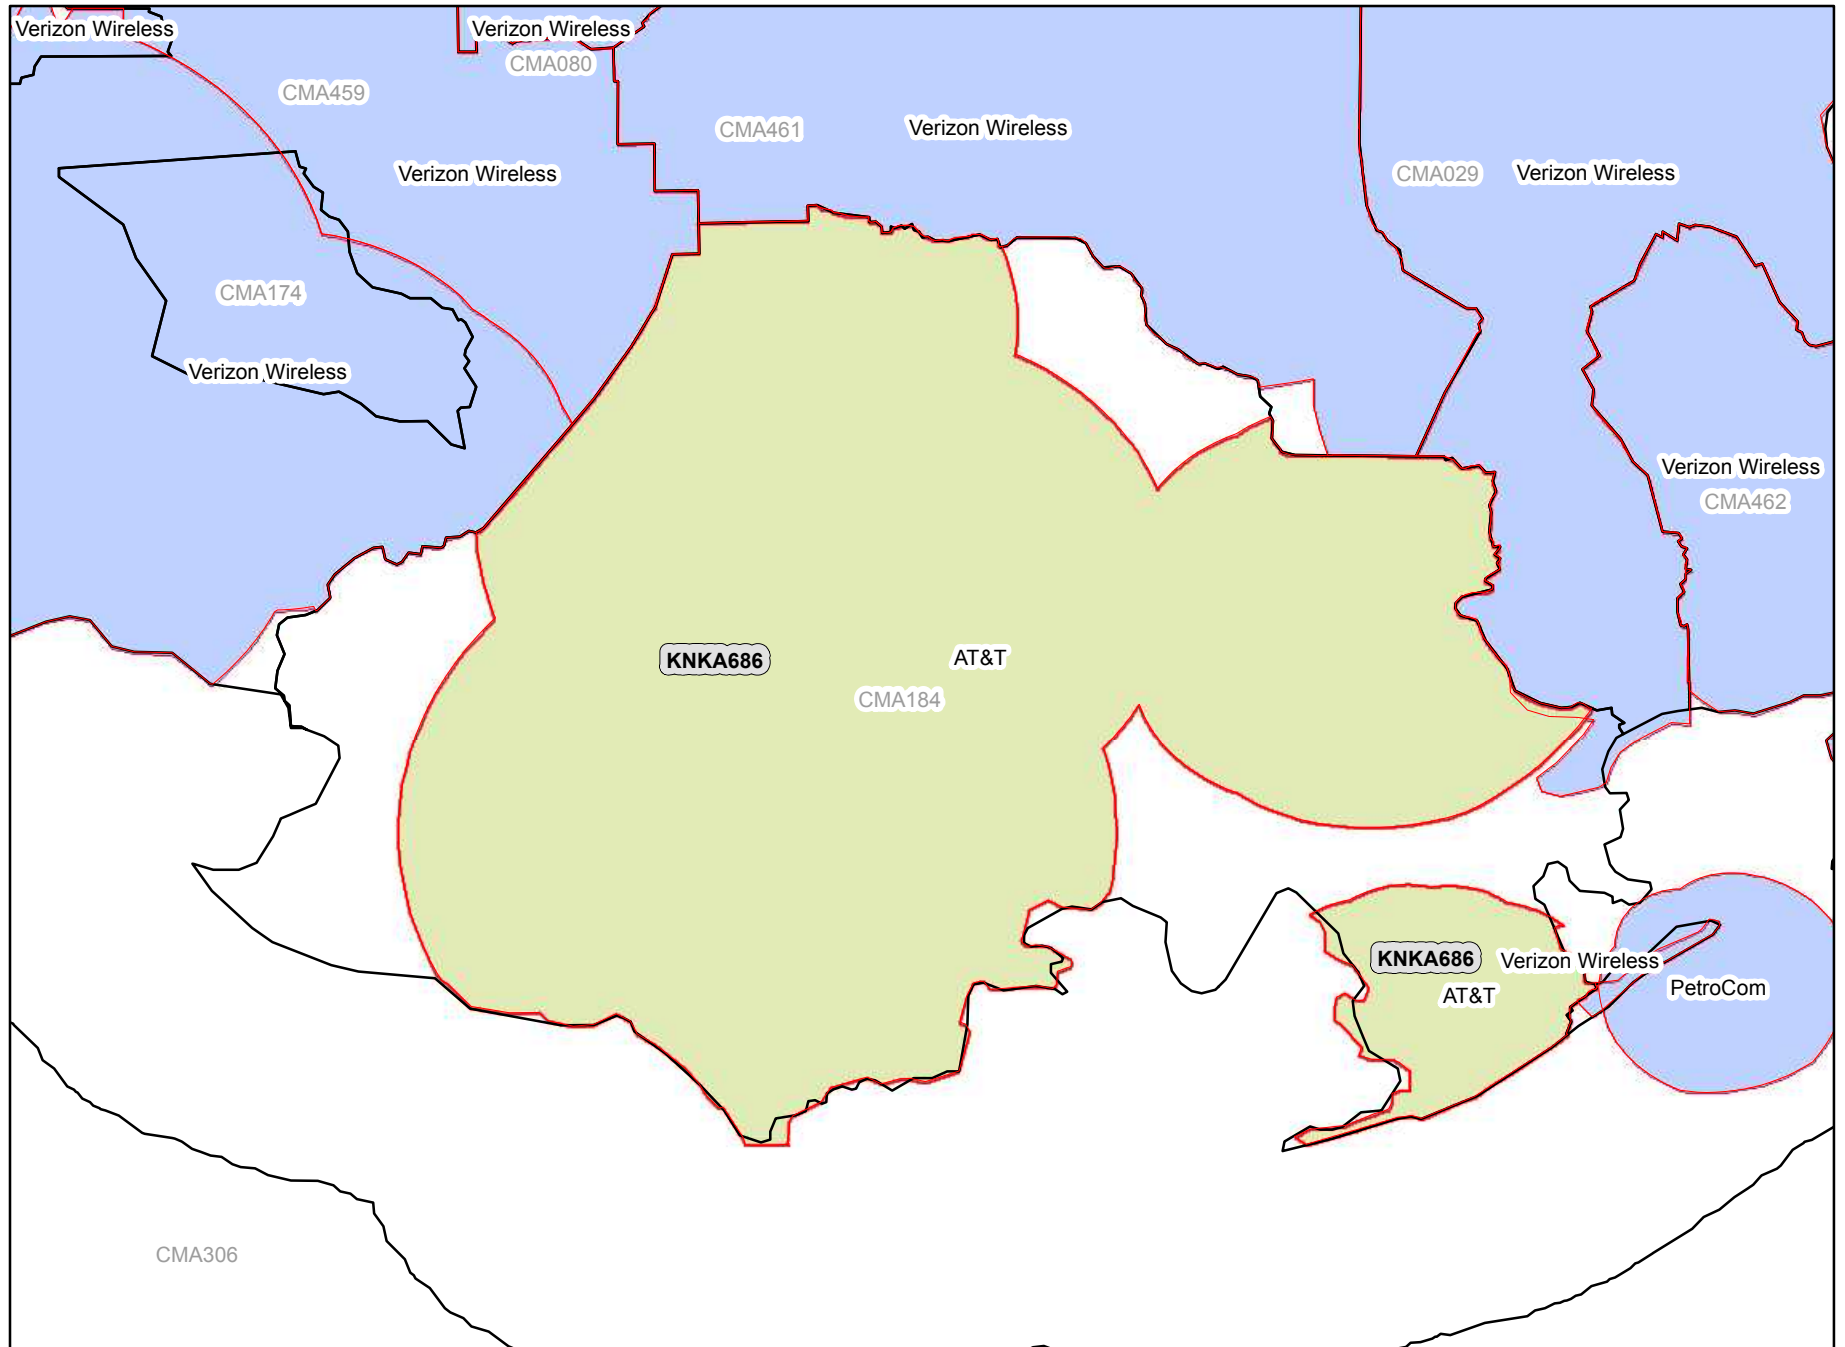 Verizon Wireless
Verizon Wireless
CMA080
CMA459
CMA461
Verizon Wireless
Verizon Wireless
CMA029
Verizon Wireless
CMA174
Verizon Wireless
Verizon Wireless
CMA462
KNKA686
AT&T
CMA184
KNKA686
AT&T
Verizon Wireless
PetroCom
CMA306